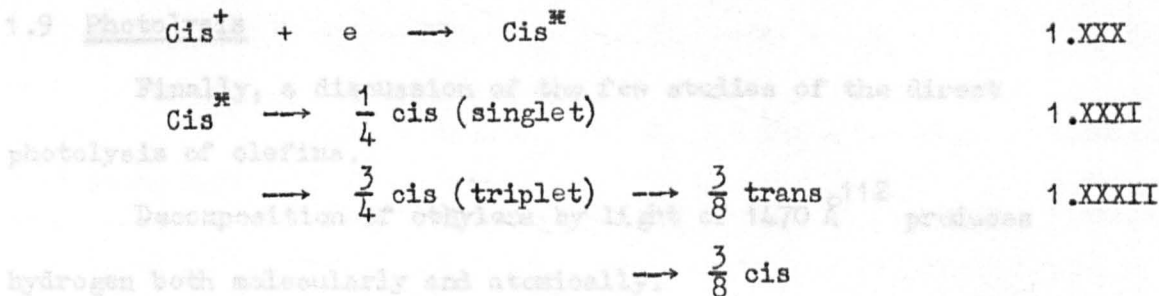 Cis⁺ + e ⟶ Cis* 1.XXX
1.9 Photolysis
Finally, a discussion of the few studies of the direct
Cis* ⟶ 1/4 cis (singlet) 1.XXXI
photolysis of olefins.
⟶ 3/4 cis (triplet) ⟶ 3/8 trans 1.XXXII
Decomposition of ethylene by light of 1470 Å¹¹² produces
⟶ 3/8 cis
hydrogen both molecularly and atomically.